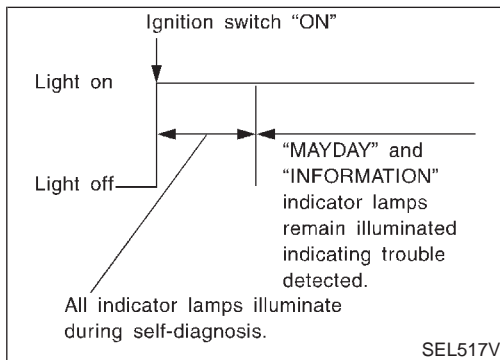 Ignition switch “ON”
Light on
Light off
“MAYDAY” and
“INFORMATION”
indicator lamps
remain illuminated
indicating trouble
detected.
All indicator lamps illuminate
during self-diagnosis.
SEL517V